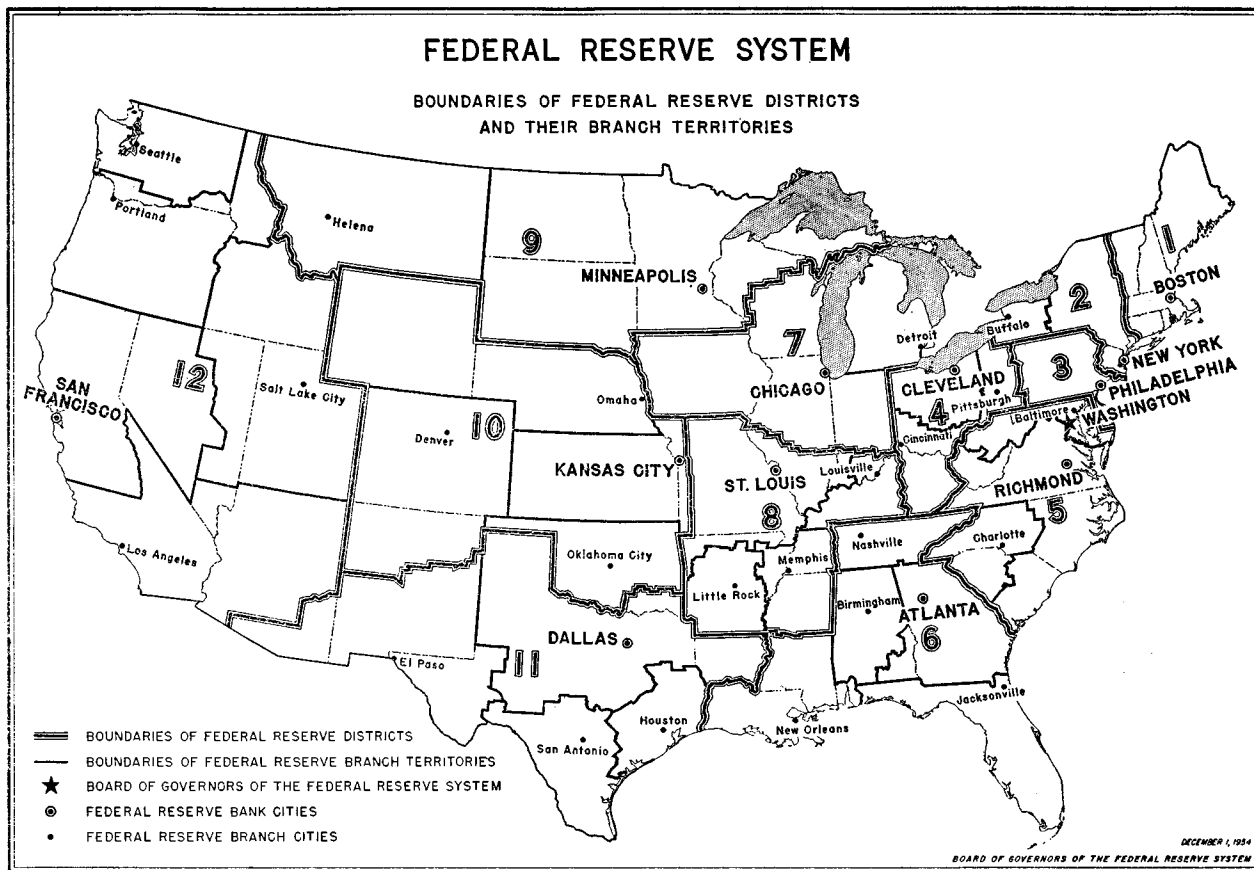 FEDERAL RESERVE SYSTEM
BOUNDARIES OF FEDERAL RESERVE DISTRICTS
AND THEIR BRANCH TERRITORIES
Seattle
Portland
Helena
9
MINNEAPOLIS
1
BOSTON
2
Buffalo
Detroit
7
CHICAGO
NEW YORK
3
PHILADELPHIA
CLEVELAND
4
Pittsburgh
Baltimore
WASHINGTON
Cincinnati
12
SAN
FRANCISCO
Salt Lake City
Omaha
10
Denver
KANSAS CITY
ST. LOUIS
8
Louisville
RICHMOND
5
Charlotte
Nashville
Memphis
Little Rock
Oklahoma City
Los Angeles
Birmingham
ATLANTA
6
DALLAS
11
El Paso
Houston
San Antonio
New Orleans
Jacksonville
BOUNDARIES OF FEDERAL RESERVE DISTRICTS
BOUNDARIES OF FEDERAL RESERVE BRANCH TERRITORIES
BOARD OF GOVERNORS OF THE FEDERAL RESERVE SYSTEM
FEDERAL RESERVE BANK CITIES
FEDERAL RESERVE BRANCH CITIES
DECEMBER 1, 1954
BOARD OF GOVERNORS OF THE FEDERAL RESERVE SYSTEM